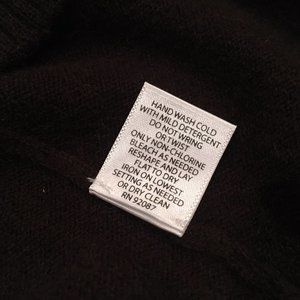 HAND WASH COLD
WITH MILD DETERGENT
DO NOT WRING
OR TWIST
ONLY NON-CHLORINE
BLEACH AS NEEDED
RESHAPE AND LAY
FLAT TO DRY
IRON ON LOWEST
SETTING AS NEEDED
OR DRY CLEAN
RN 92087